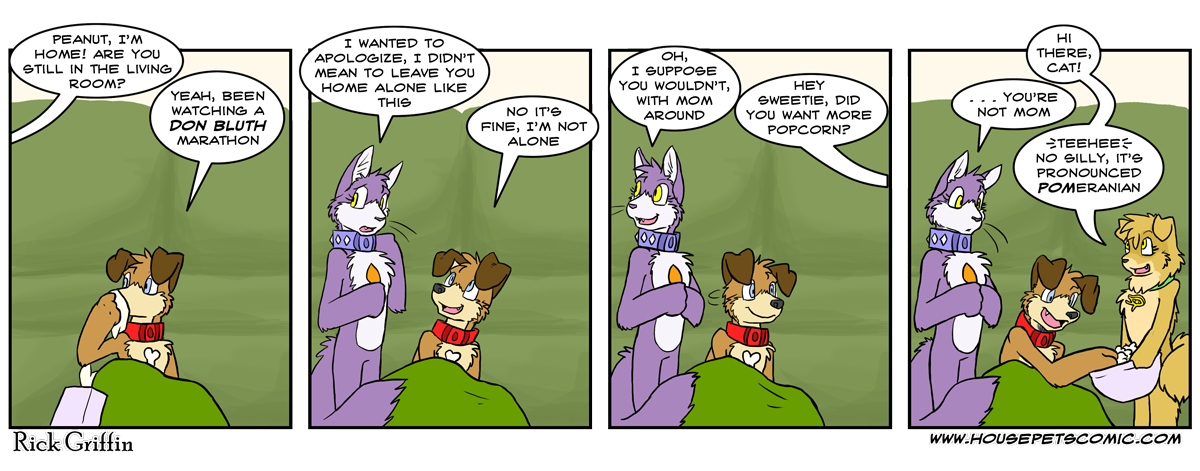 PEANUT, I'M
HOME! ARE YOU
STILL IN THE LIVING
ROOM?
YEAH, BEEN
WATCHING A
DON BLUTH
MARATHON
I WANTED TO
APOLOGIZE, I DIDN'T
MEAN TO LEAVE YOU
HOME ALONE LIKE
THIS
NO IT'S
FINE, I'M NOT
ALONE
OH,
I SUPPOSE
YOU WOULDN'T,
WITH MOM
AROUND
HEY
SWEETIE, DID
YOU WANT MORE
POPCORN?
HI
THERE,
CAT!
. . . YOU'RE
NOT MOM
TEEHEE
NO SILLY, IT'S
PRONOUNCED
POMERANIAN
Rick Griffin
WWW.HOUSEPETSCOMIC.COM